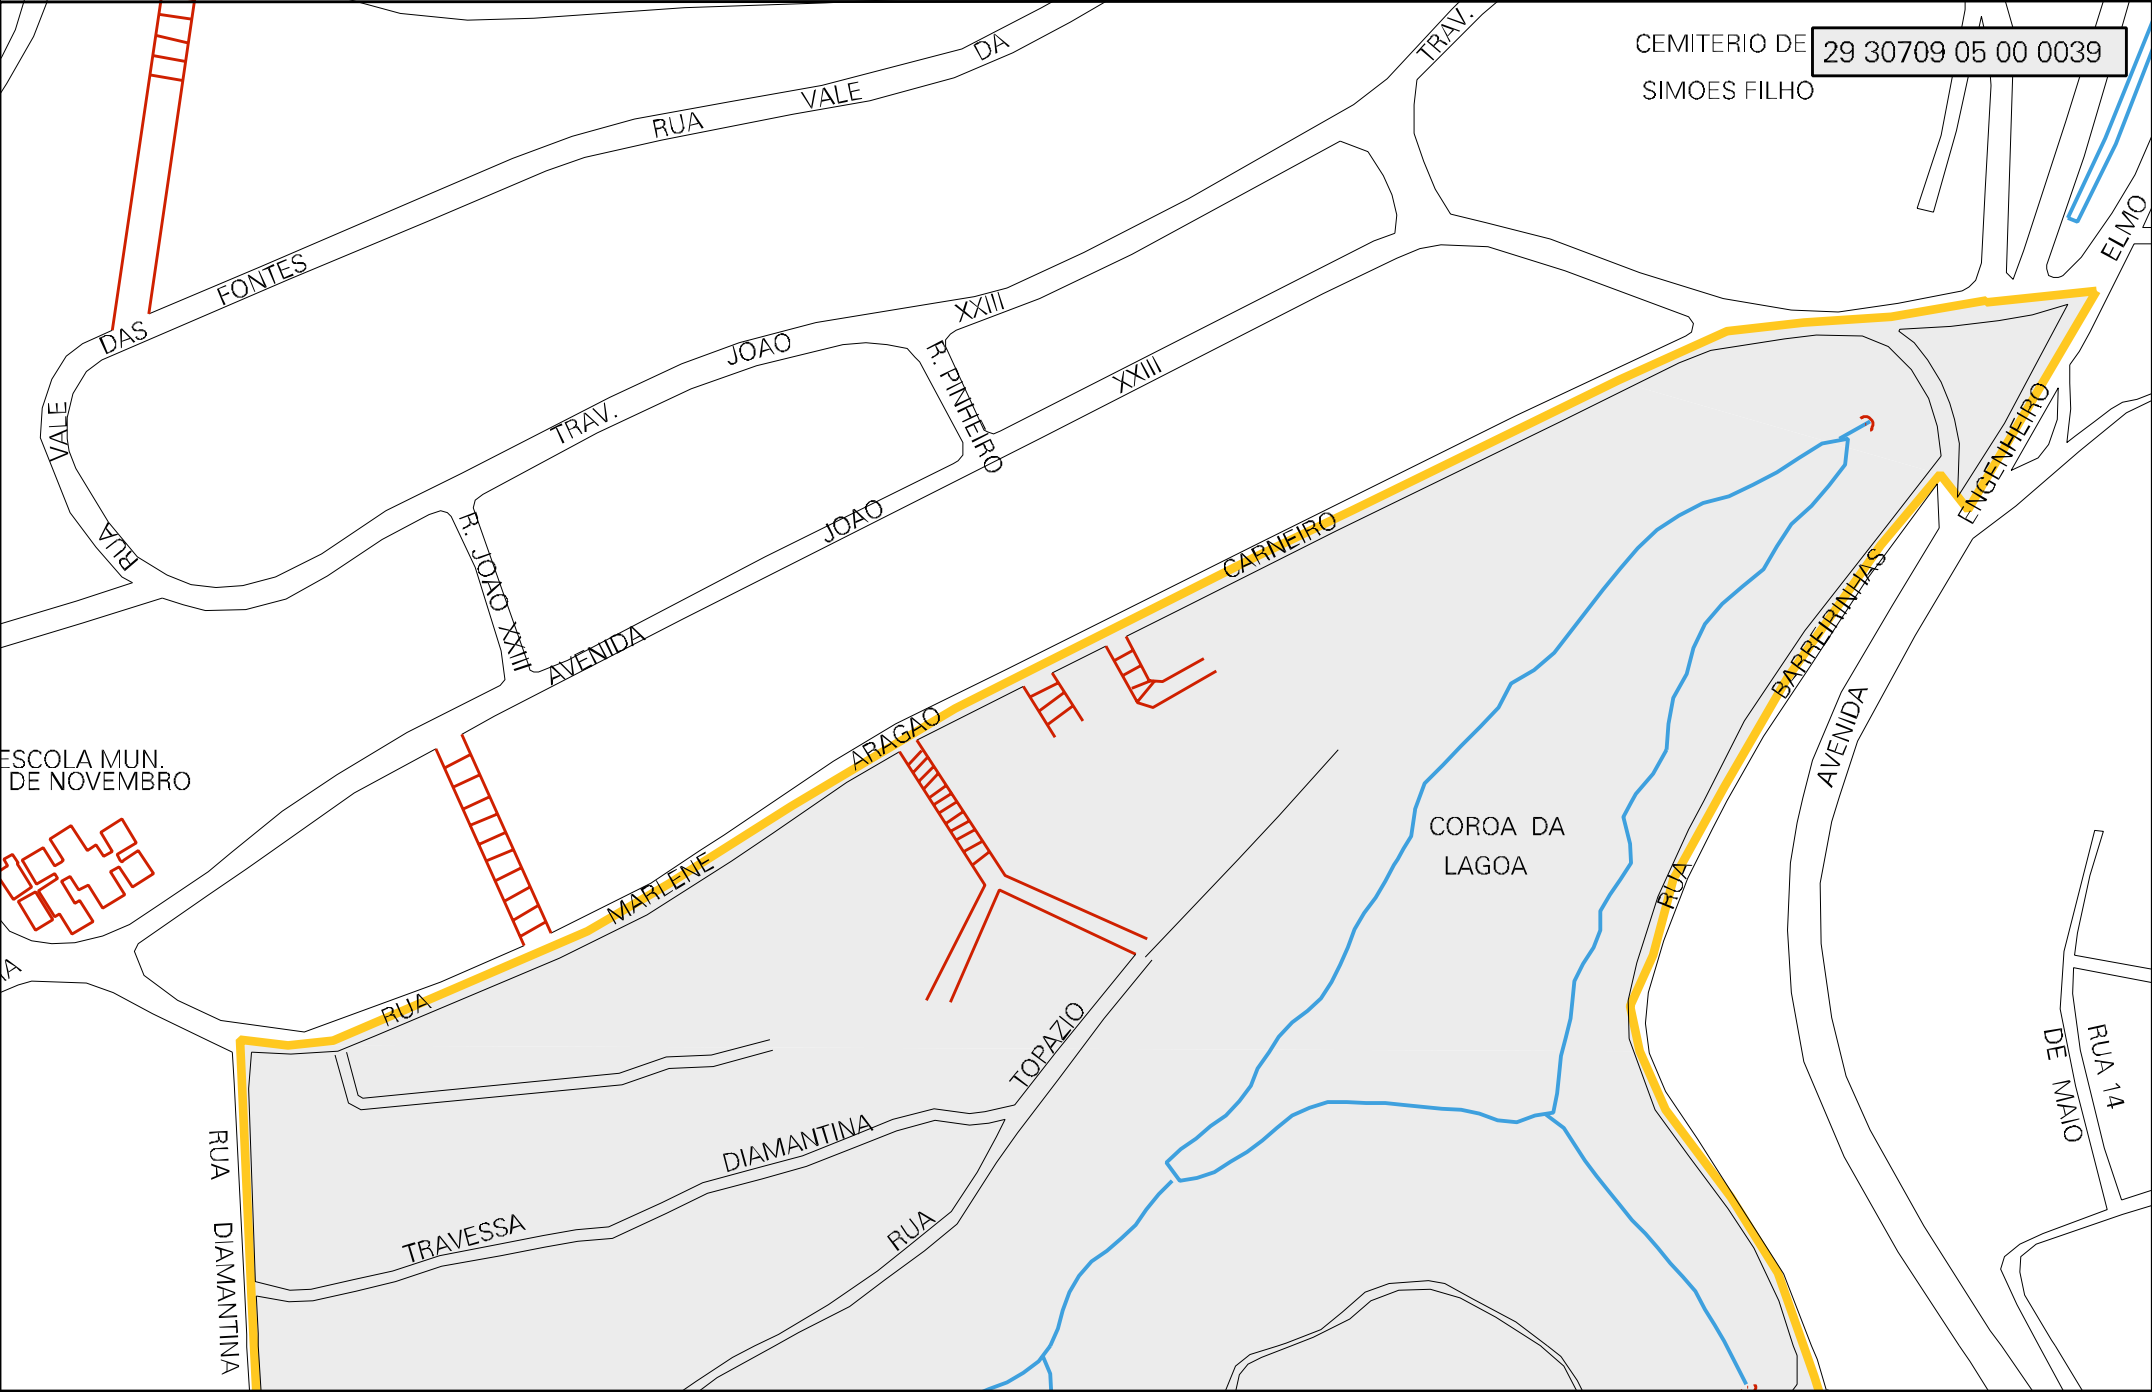 CEMITERIO DE
SIMOES FILHO
29 30709 05 00 0039
TRAV.
DA
VALE
RUA
FONTES
DAS
VALE
RUA
ELMO
XXIII
JOAO
TRAV.
R. PINHEIRO
XXIII
JOAO
AVENIDA
R. JOAO XXIII
ENGENHEIRO
CARNEIRO
ARAGAO
MARLENE
RUA
BARREIRINHAS
RUA
AVENIDA
ESCOLA MUN.
DE NOVEMBRO
COROA DA
LAGOA
TOPAZIO
RUA
DIAMANTINA
TRAVESSA
RUA DIAMANTINA
RUA 14
DE MAIO